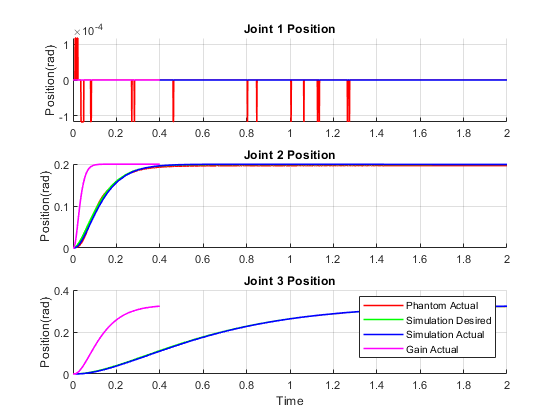 Joint 1 Position
×10⁻⁴
Position(rad)
1
0
-1
0 0.2 0.4 0.6 0.8 1 1.2 1.4 1.6 1.8 2
Joint 2 Position
Position(rad)
0.2
0.1
0
0 0.2 0.4 0.6 0.8 1 1.2 1.4 1.6 1.8 2
Joint 3 Position
Position(rad)
0.4
0.2
0
0 0.2 0.4 0.6 0.8 1 1.2 1.4 1.6 1.8 2
Time
Phantom Actual
Simulation Desired
Simulation Actual
Gain Actual